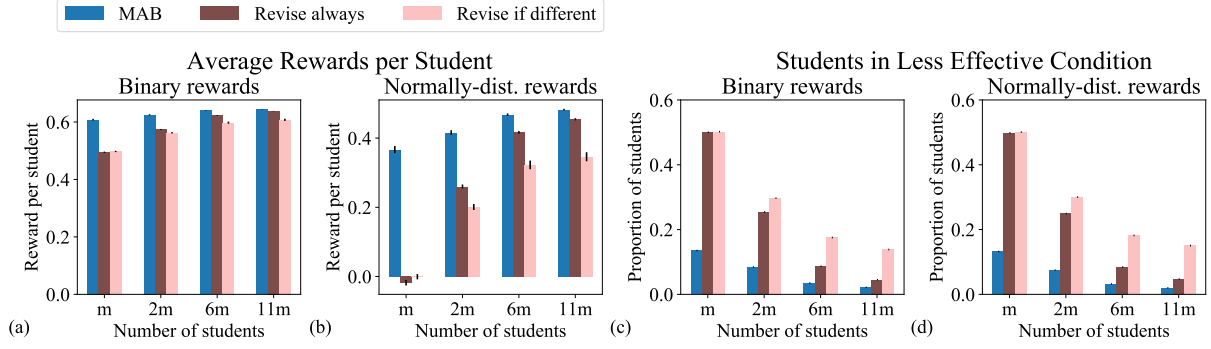 MAB Revise always Revise if different
Average Rewards per Student
Students in Less Effective Condition
Binary rewards
Normally-dist. rewards
Binary rewards
Normally-dist. rewards
Reward per student
0.6
0.4
0.2
0.0
m 2m 6m 11m
Number of students
(a)
Reward per student
0.4
0.2
0.0
m 2m 6m 11m
Number of students
(b)
Proportion of students
0.6
0.4
0.2
0.0
m 2m 6m 11m
Number of students
(c)
Proportion of students
0.6
0.4
0.2
0.0
m 2m 6m 11m
Number of students
(d)